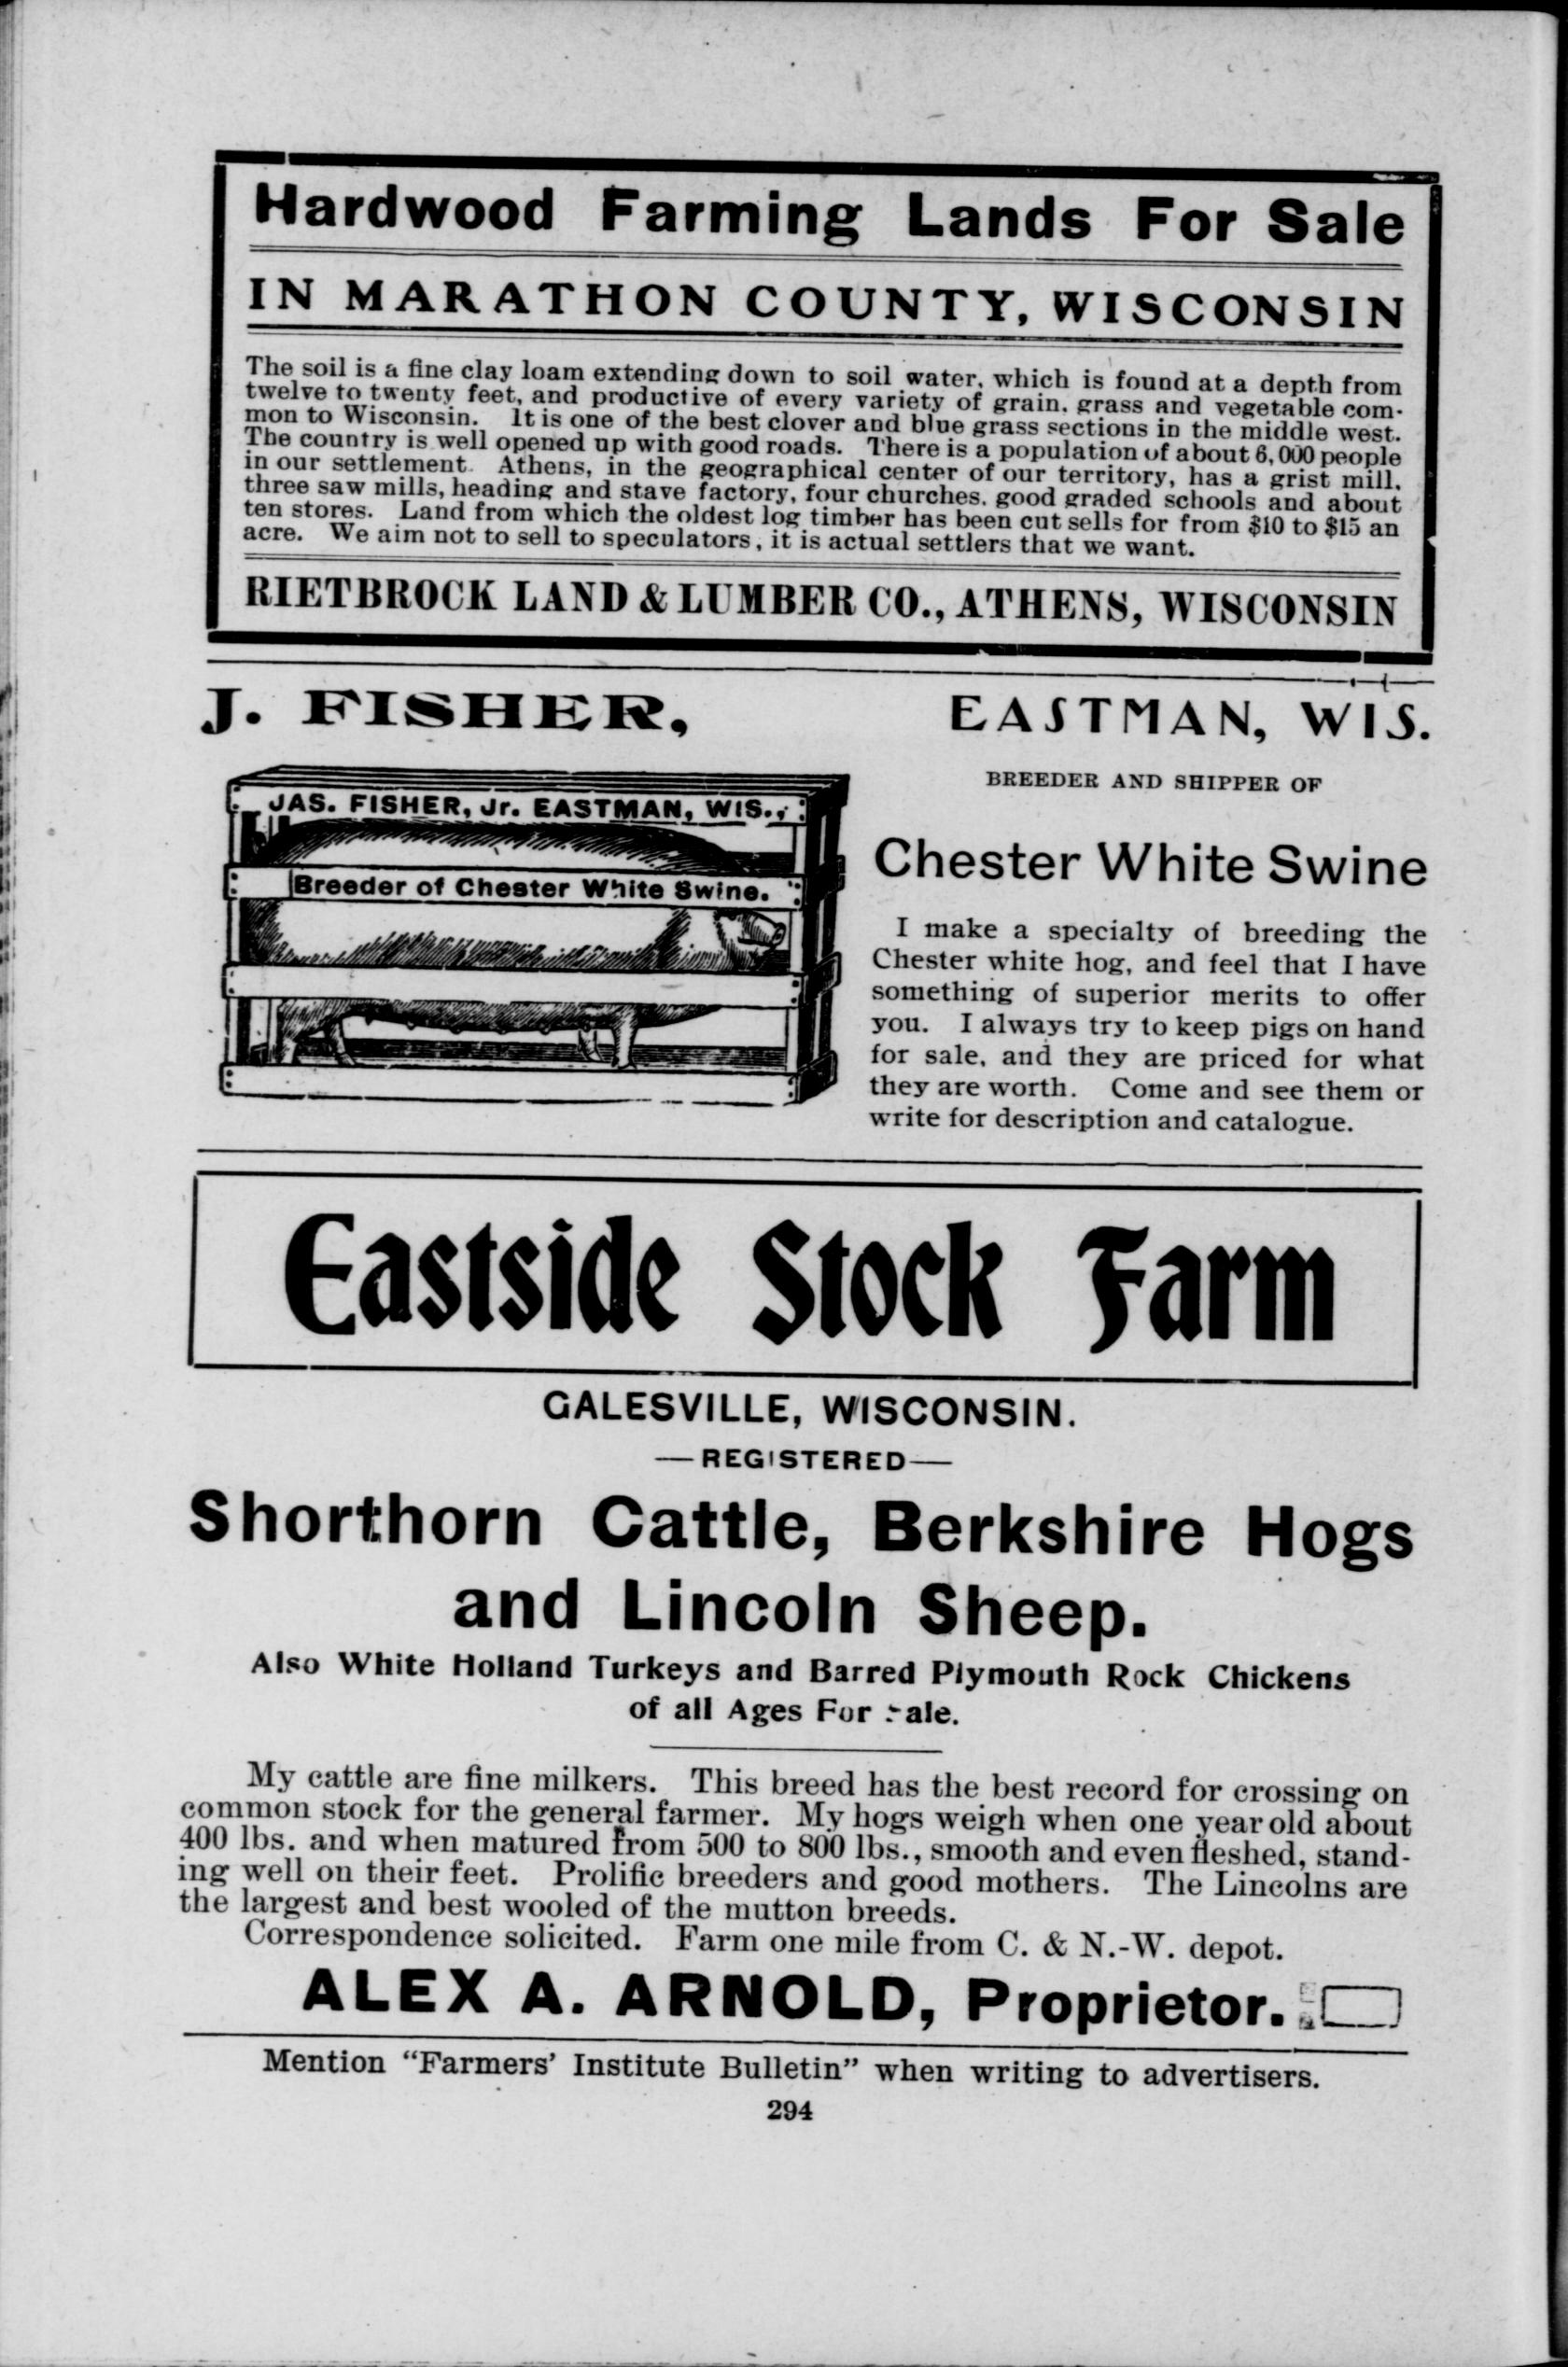 Hardwood Farming Lands For Sale
IN MARATHON COUNTY, WISCONSIN
The soil is a fine clay loam extending down to soil water, which is found at a depth from
twelve to twenty feet, and productive of every variety of grain, grass and vegetable com-
mon to Wisconsin. It is one of the best clover and blue grass sections in the middle west.
The country is well opened up with good roads. There is a population of about 6,000 people
in our settlement. Athens, in the geographical center of our territory, has a grist mill,
three saw mills, heading and stave factory, four churches, good graded schools and about
ten stores. Land from which the oldest log timber has been cut sells for from $10 to $15 an
acre. We aim not to sell to speculators, it is actual settlers that we want.
RIETBROCK LAND & LUMBER CO., ATHENS, WISCONSIN
J. FISHER, EASTMAN, WIS.
JAS. FISHER, Jr. EASTMAN, WIS.,
Breeder of Chester White Swine.
BREEDER AND SHIPPER OF
Chester White Swine
I make a specialty of breeding the
Chester white hog, and feel that I have
something of superior merits to offer
you. I always try to keep pigs on hand
for sale, and they are priced for what
they are worth. Come and see them or
write for description and catalogue.
Eastside Stock Farm
GALESVILLE, WISCONSIN.
—REGISTERED—
Shorthorn Cattle, Berkshire Hogs
and Lincoln Sheep.
Also White Holland Turkeys and Barred Plymouth Rock Chickens
of all Ages For Sale.
My cattle are fine milkers. This breed has the best record for crossing on
common stock for the general farmer. My hogs weigh when one year old about
400 lbs. and when matured from 500 to 800 lbs., smooth and even fleshed, stand-
ing well on their feet. Prolific breeders and good mothers. The Lincolns are
the largest and best wooled of the mutton breeds.
Correspondence solicited. Farm one mile from C. & N.-W. depot.
ALEX A. ARNOLD, Proprietor.
Mention "Farmers' Institute Bulletin" when writing to advertisers.
294